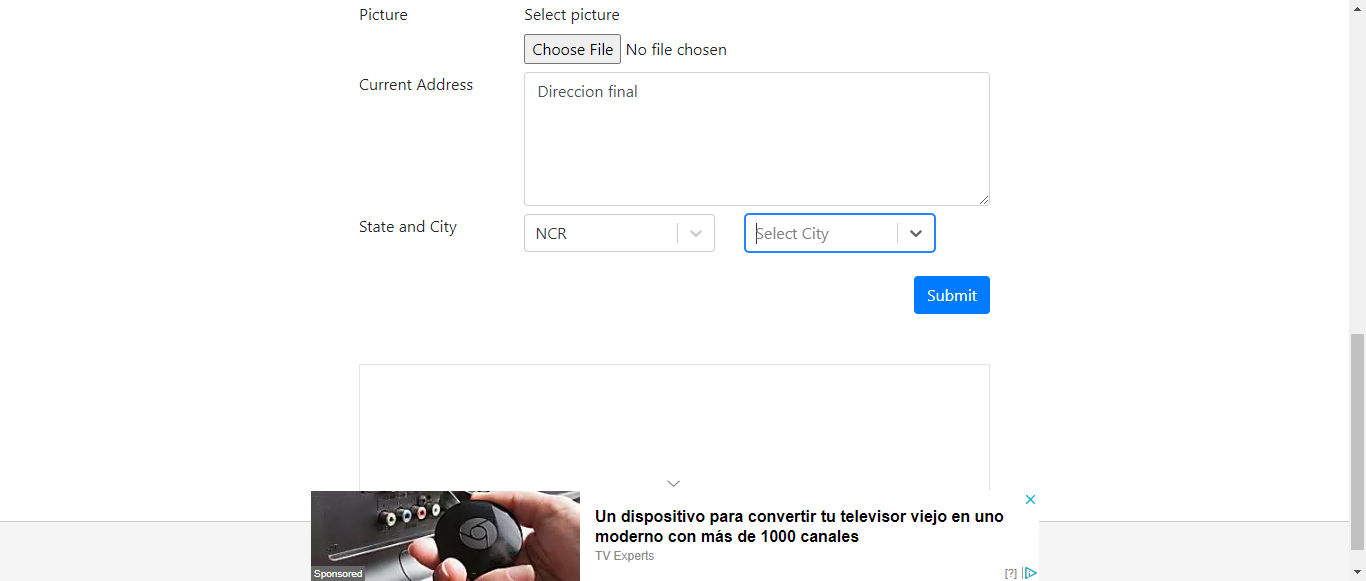 Picture
Select picture
Choose File No file chosen
Current Address
Direccion final
State and City
NCR
Select City
Submit
Un dispositivo para convertir tu televisor viejo en uno
moderno con más de 1000 canales
TV Experts
Sponsored
[?]